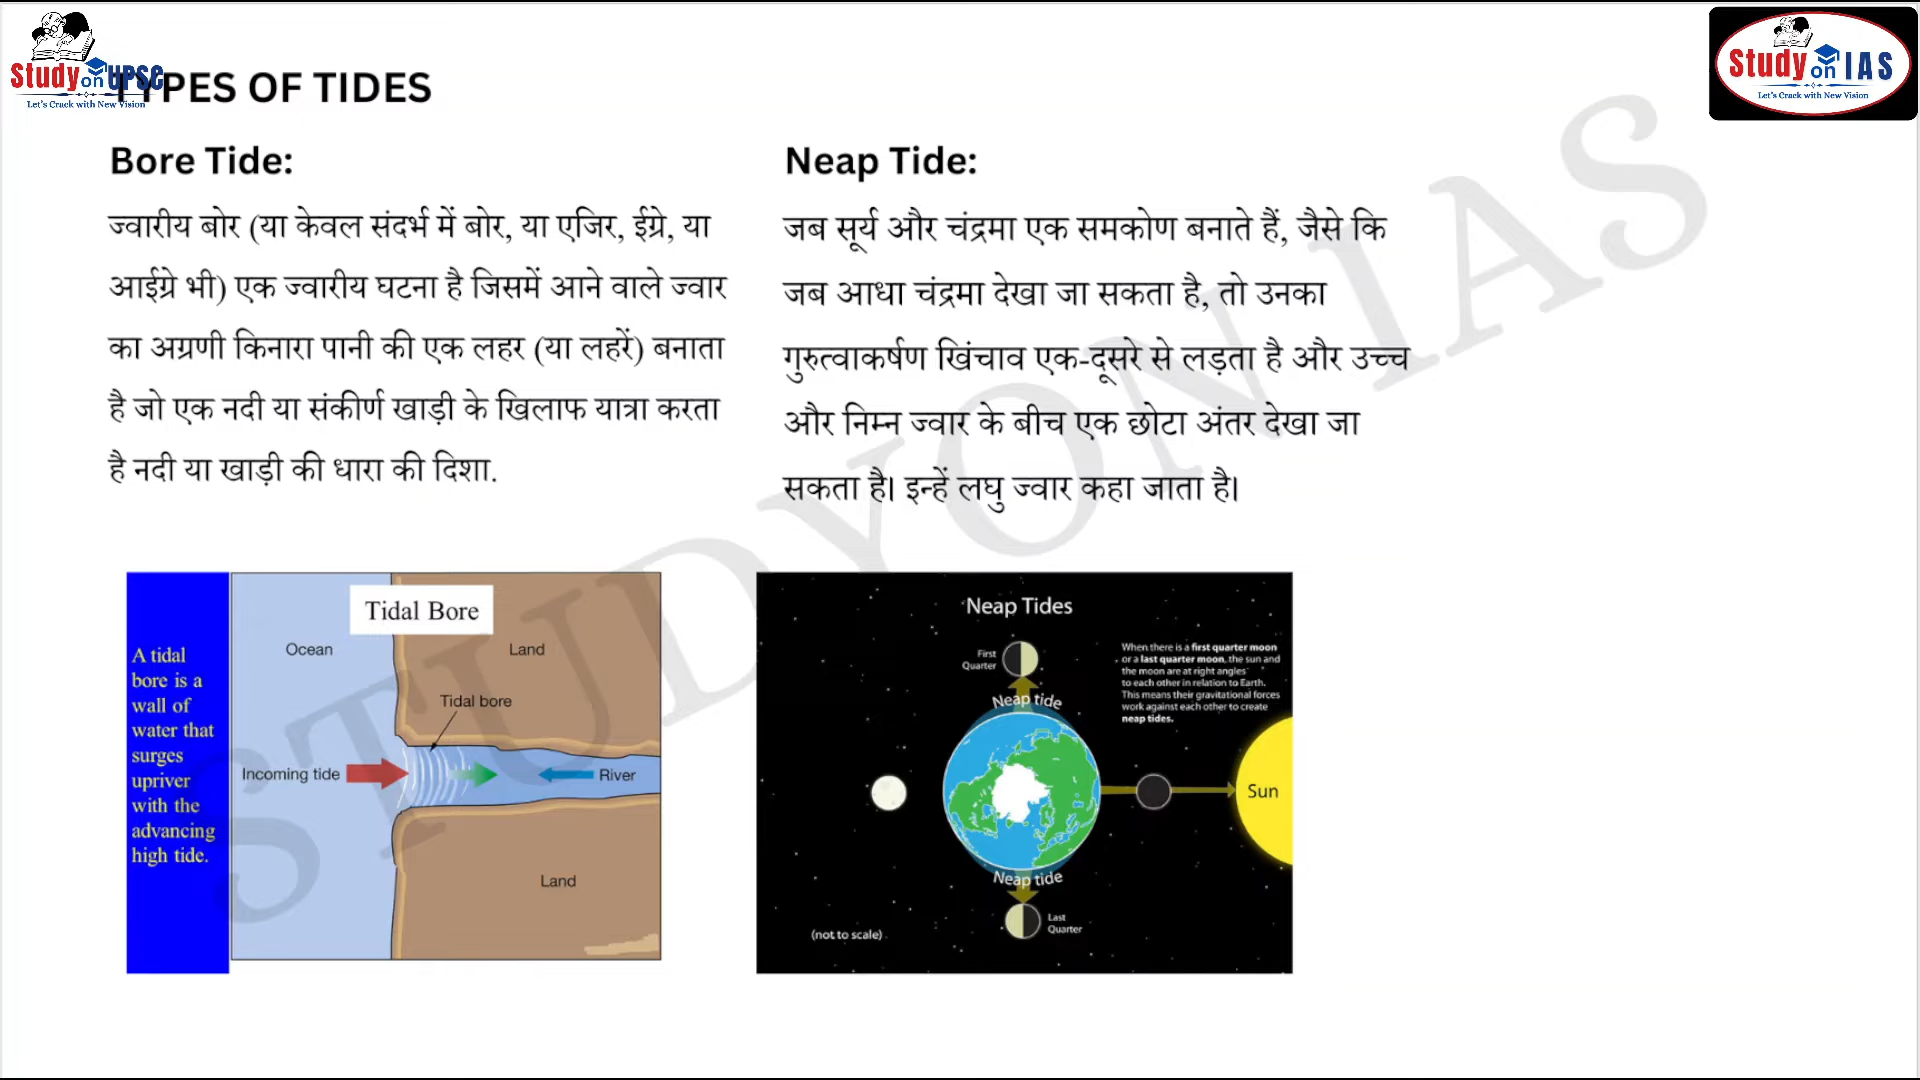 Study on UPSC
Let's Crack with New Vision
TYPES OF TIDES
Study on IAS
Let's Crack with New Vision
Bore Tide:
ज्वारीय बोर (या केवल संदर्भ में बोर, या एजिर, ईग्रे, या
आईग्रे भी) एक ज्वारीय घटना है जिसमें आने वाले ज्वार
का अग्रणी किनारा पानी की एक लहर (या लहरें) बनाता
है जो एक नदी या संकीर्ण खाड़ी के खिलाफ यात्रा करता
है नदी या खाड़ी की धारा की दिशा.
Neap Tide:
जब सूर्य और चंद्रमा एक समकोण बनाते हैं, जैसे कि
जब आधा चंद्रमा देखा जा सकता है, तो उनका
गुरुत्वाकर्षण खिंचाव एक-दूसरे से लड़ता है और उच्च
और निम्न ज्वार के बीच एक छोटा अंतर देखा जा
सकता है। इन्हें लघु ज्वार कहा जाता है।
STUDYON IAS
A tidal
bore is a
wall of
water that
surges
upriver
with the
advancing
high tide.
Tidal Bore
Ocean
Land
Tidal bore
Incoming tide
River
Land
Neap Tides
First
Quarter
Neap tide
When there is a first quarter moon
or a last quarter moon, the sun and
the moon are at right angles
to each other in relation to Earth.
This means their gravitational forces
work against each other to create
neap tides.
Sun
Neap tide
Last
Quarter
(not to scale)